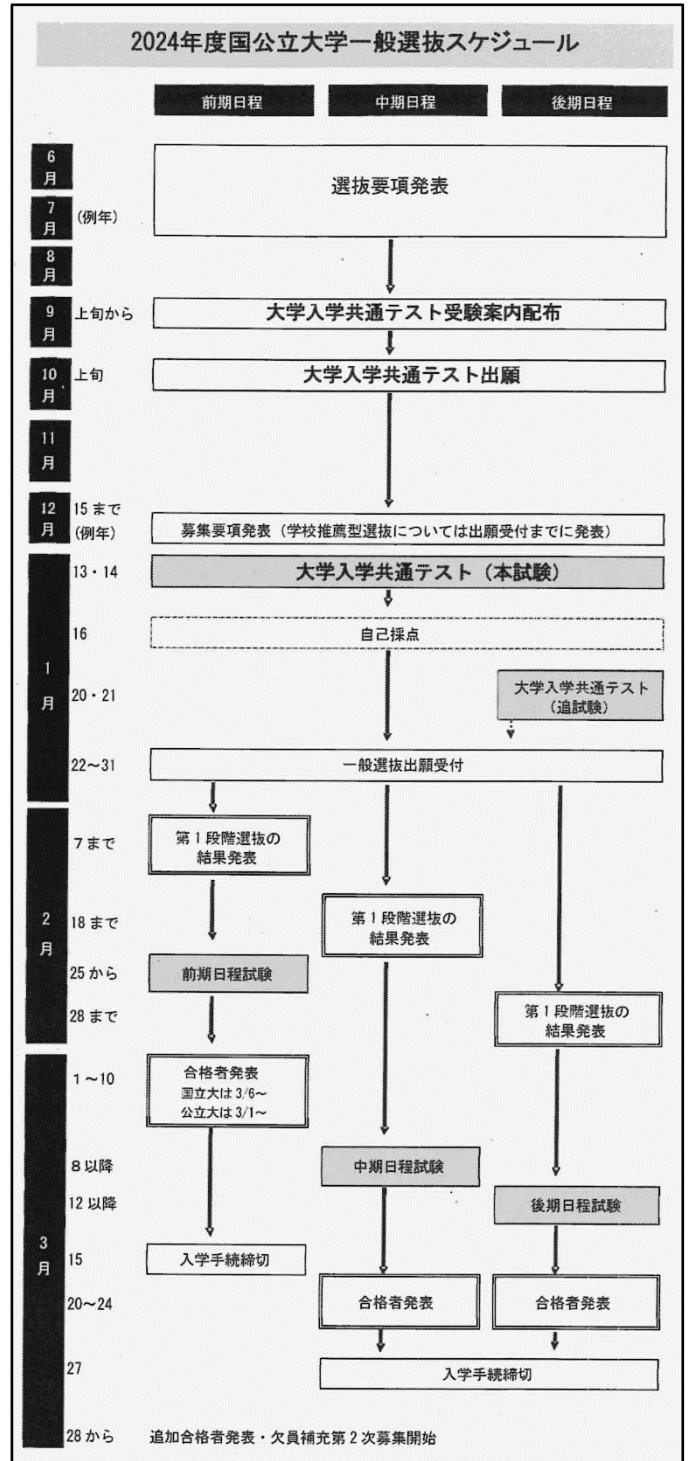 2024年度国公立大学一般選抜スケジュール
前期日程 中期日程 後期日程
6月
選抜要項発表
7月 (例年)
8月
9月 上旬から 大学入学共通テスト受験案内配布
10月 上旬 大学入学共通テスト出願
11月
12月 15まで
(例年) 募集要項発表（学校推薦型選抜については出願受付までに発表）
1月
13・14 大学入学共通テスト（本試験）
16 自己採点
20・21 大学入学共通テスト
（追試験）
22～31 一般選抜出願受付
2月
7まで 第1段階選抜の
結果発表
18まで 第1段階選抜の
結果発表
25から 前期日程試験
28まで 第1段階選抜の
結果発表
3月
1～10 合格者発表
国立大は3/6～
公立大は3/1～
8以降 中期日程試験
12以降 後期日程試験
15 入学手続締切
20～24 合格者発表 合格者発表
27 入学手続締切
28から 追加合格者発表・欠員補充第2次募集開始